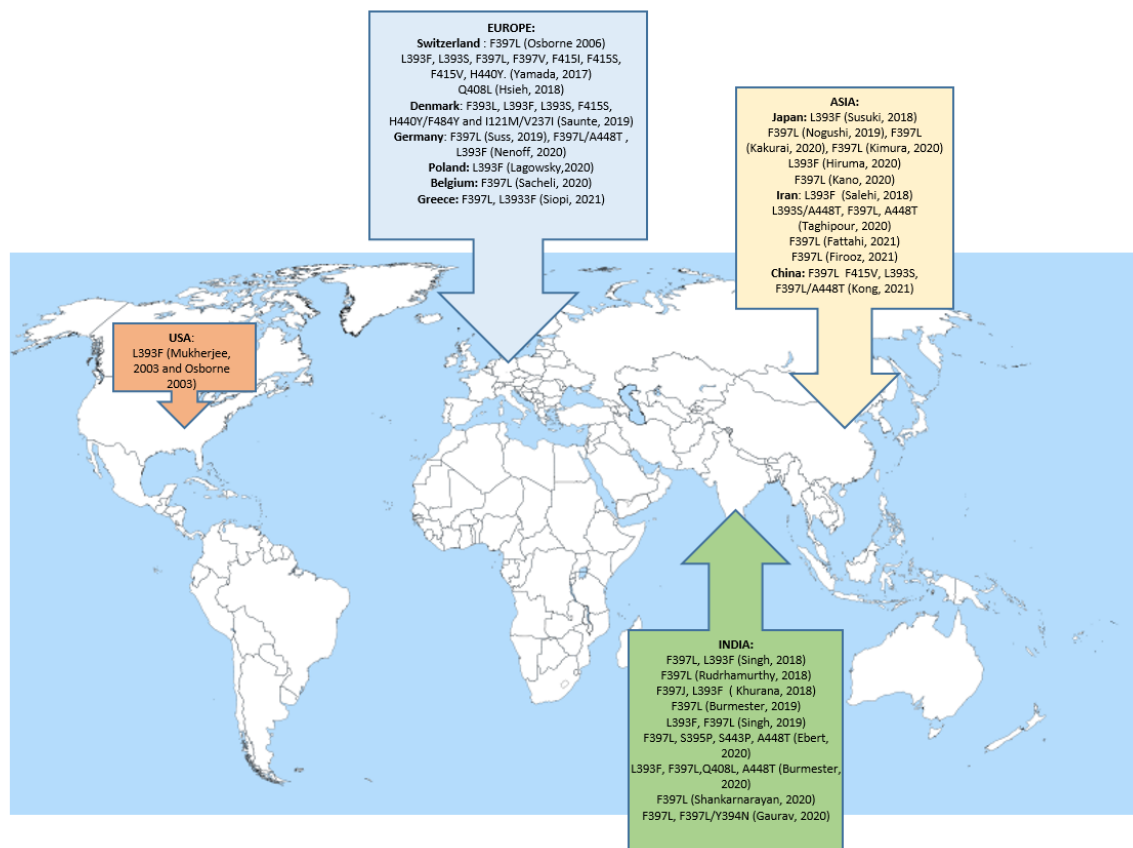 EUROPE:
Switzerland : F397L (Osborne 2006)
L393F, L393S, F397L, F397V, F415I, F415S,
F415V, H440Y. (Yamada, 2017)
Q408L (Hsieh, 2018)
Denmark: F393L, L393F, L393S, F415S,
H440Y/F484Y and I121M/V237I (Saunte, 2019)
Germany: F397L (Suss, 2019), F397L/A448T ,
L393F (Nenoff, 2020)
Poland: L393F (Lagowsky,2020)
Belgium: F397L (Sacheli, 2020)
Greece: F397L, L3933F (Siopi, 2021)
ASIA:
Japan: L393F (Susuki, 2018)
F397L (Nogushi, 2019), F397L
(Kakurai, 2020), F397L (Kimura, 2020)
L393F (Hiruma, 2020)
F397L (Kano, 2020)
Iran: L393F (Salehi, 2018)
L393S/A448T, F397L, A448T
(Taghipour, 2020)
F397L (Fattahi, 2021)
F397L (Firooz, 2021)
China: F397L F415V, L393S,
F397L/A448T (Kong, 2021)
USA:
L393F (Mukherjee,
2003 and Osborne
2003)
INDIA:
F397L, L393F (Singh, 2018)
F397L (Rudrhamurthy, 2018)
F397J, L393F ( Khurana, 2018)
F397L (Burmester, 2019)
L393F, F397L (Singh, 2019)
F397L, S395P, S443P, A448T (Ebert,
2020)
L393F, F397L,Q408L, A448T (Burmester,
2020)
F397L (Shankarnarayan, 2020)
F397L, F397L/Y394N (Gaurav, 2020)